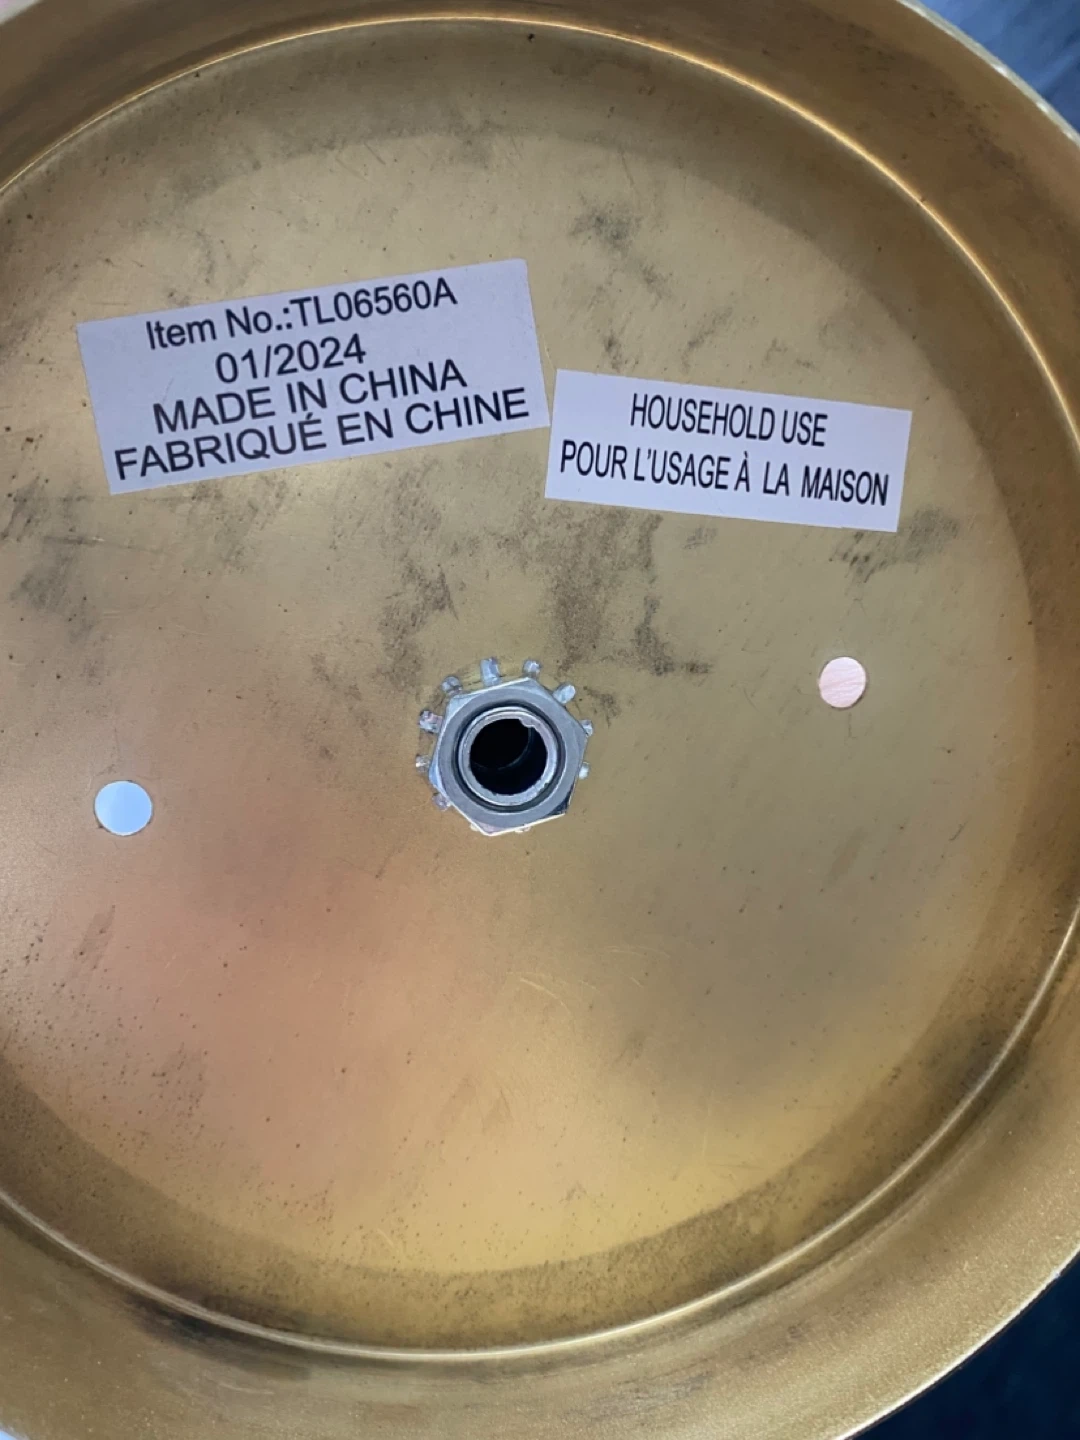 Item No.:TL06560A
01/2024
MADE IN CHINA
FABRIQUÉ EN CHINE
HOUSEHOLD USE
POUR L'USAGE À LA MAISON